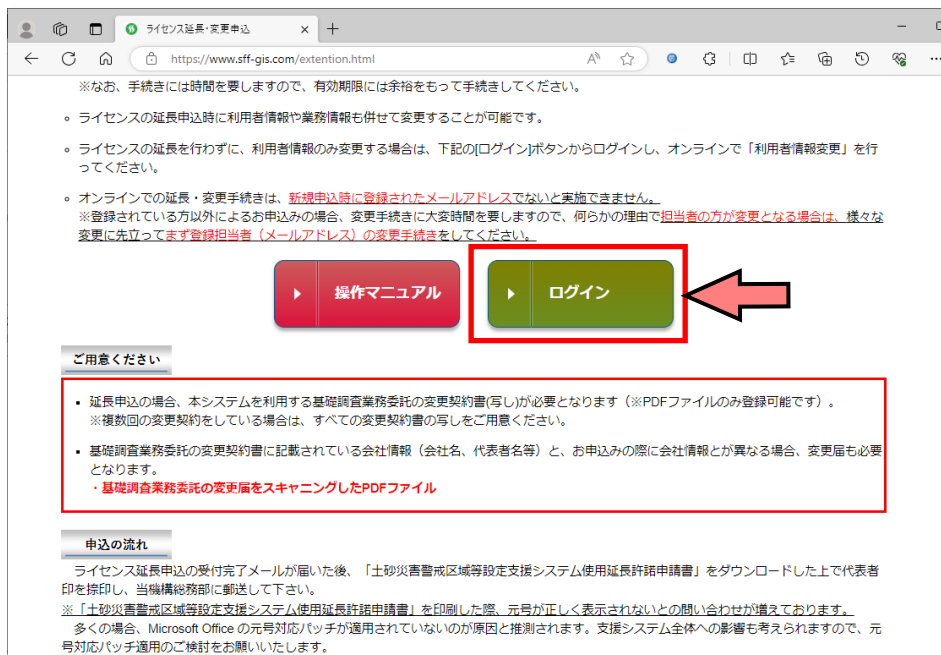 ライセンス延長・変更申込
https://www.sff-gis.com/extention.html
※なお、手続きには時間を要しますので、有効期限には余裕をもって手続きしてください。
ライセンスの延長申込時に利用者情報や業務情報も併せて変更することが可能です。
ライセンスの延長を行わずに、利用者情報のみ変更する場合は、下記の[ログイン]ボタンからログインし、オンラインで「利用者情報変更」を行
ってください。
オンラインでの延長・変更手続きは、新規申込時に登録されたメールアドレスでないと実施できません。
※登録されている方以外によるお申込みの場合、変更手続きに大変時間を要しますので、何らかの理由で担当者の方が変更となる場合は、様々な
変更に先立ってまず登録担当者（メールアドレス）の変更手続きをしてください。
操作マニュアル
ログイン
ご用意ください
延長申込の場合、本システムを利用する基礎調査業務委託の変更契約書(写し)が必要となります（※PDFファイルのみ登録可能です）。
※複数回の変更契約をしている場合は、すべての変更契約書の写しをご用意ください。
基礎調査業務委託の変更契約書に記載されている会社情報（会社名、代表者名等）と、お申込みの際に会社情報とが異なる場合、変更届も必要
となります。
・基礎調査業務委託の変更届をスキャニングしたPDFファイル
申込の流れ
ライセンス延長申込の受付完了メールが届いた後、「土砂災害警戒区域等設定支援システム使用延長許諾申請書」をダウンロードした上で代表者
印を捺印し、当機構総務部に郵送して下さい。
※「土砂災害警戒区域等設定支援システム使用延長許諾申請書」を印刷した際、元号が正しく表示されないとの問い合わせが増えております。
多くの場合、Microsoft Office の元号対応パッチが適用されていないのが原因と推測されます。支援システム全体への影響も考えられますので、元
号対応パッチ適用のご検討をお願いいたします。